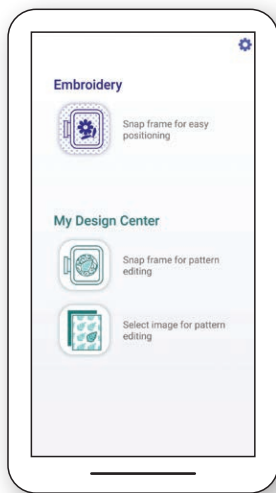 Embroidery
Snap frame for easy
positioning
My Design Center
Snap frame for pattern
editing
Select image for pattern
editing